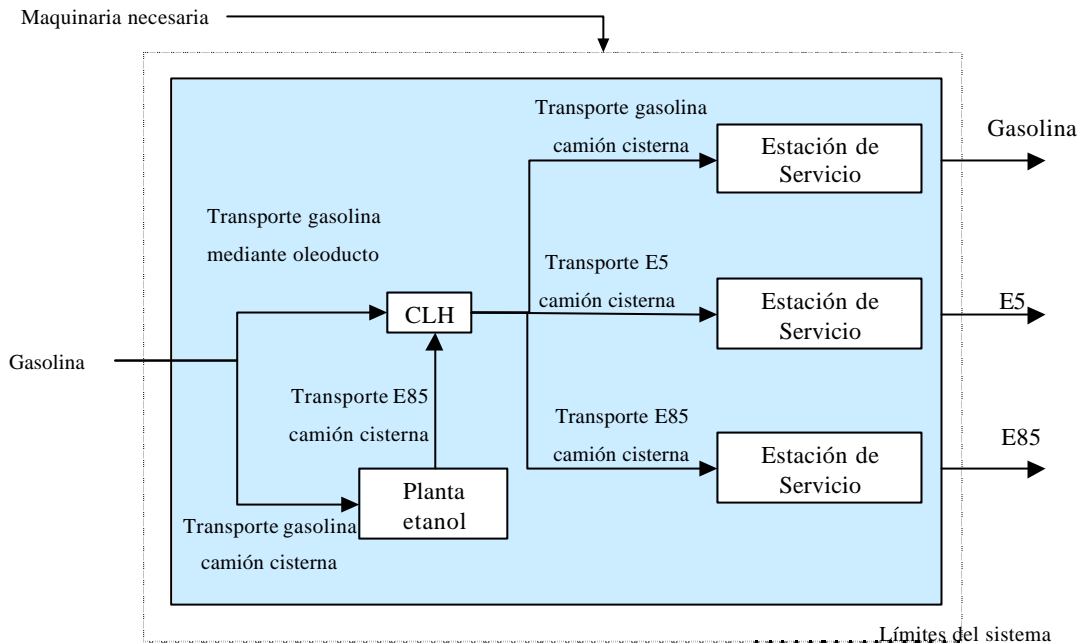 Maquinaria necesaria
Transporte gasolina
camión cisterna
Estación de
Servicio
Gasolina
Transporte gasolina
mediante oleoducto
Transporte E5
camión cisterna
Estación de
Servicio
E5
CLH
Gasolina
Transporte E85
camión cisterna
Transporte E85
camión cisterna
Estación de
Servicio
E85
Planta
etanol
Transporte gasolina
camión cisterna
Límites del sistema